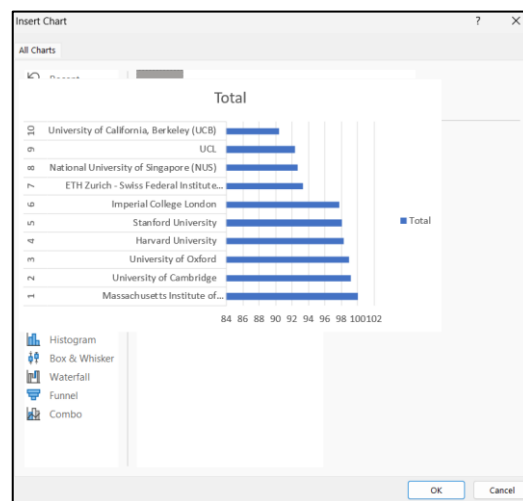 Insert Chart ? X
All Charts
Recent
Total
10 University of California, Berkeley (UCB)
9 UCL
8 National University of Singapore (NUS)
7 ETH Zurich - Swiss Federal Institute...
6 Imperial College London
5 Stanford University
4 Harvard University
3 University of Oxford
2 University of Cambridge
1 Massachusetts Institute of...
Total
84 86 88 90 92 94 96 98 100 102
Histogram
Box & Whisker
Waterfall
Funnel
Combo
OK Cancel